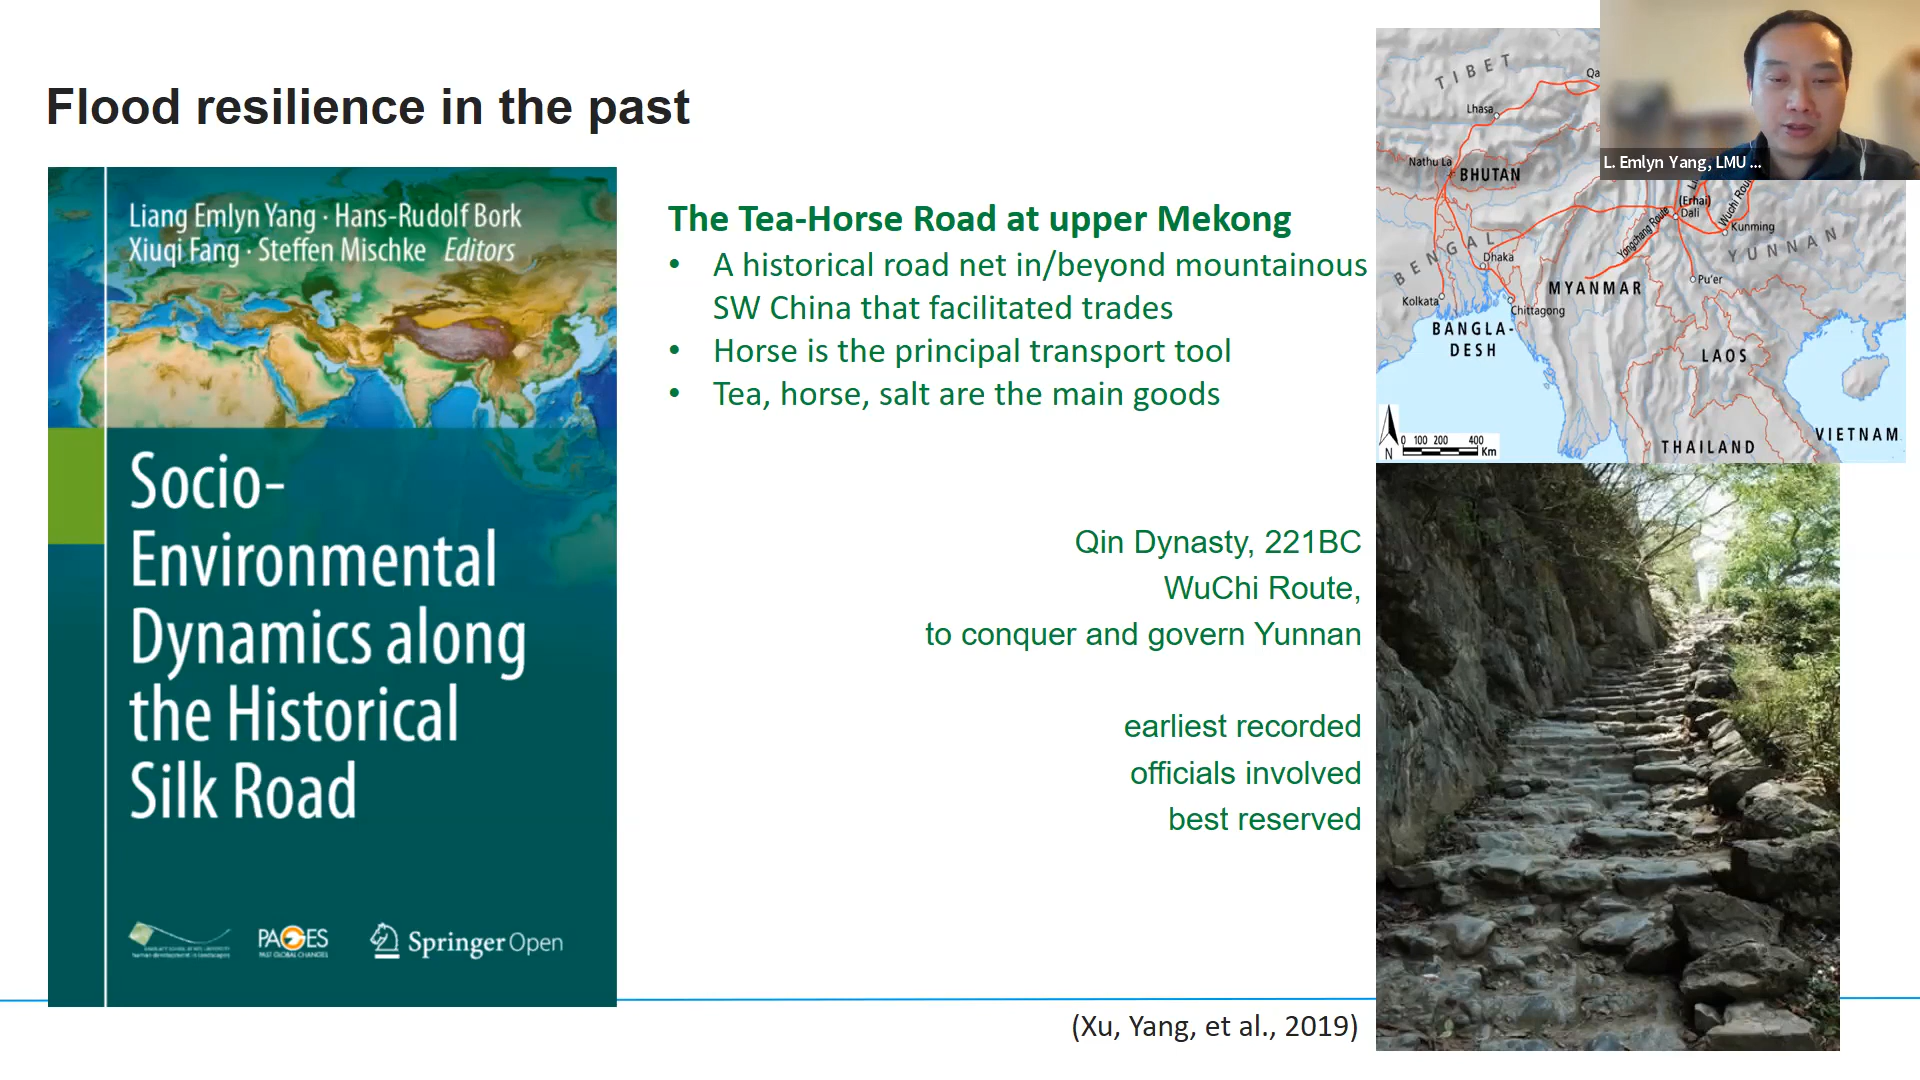 Flood resilience in the past
Liang Emlyn Yang · Hans-Rudolf Bork
Xiuqi Fang · Steffen Mischke Editors
Socio-
Environmental
Dynamics along
the Historical
Silk Road
PAGES
PAST GLOBAL CHANGES
Springer Open
The Tea-Horse Road at upper Mekong
• A historical road net in/beyond mountainous
SW China that facilitated trades
• Horse is the principal transport tool
• Tea, horse, salt are the main goods
Qin Dynasty, 221BC
WuChi Route,
to conquer and govern Yunnan
earliest recorded
officials involved
best reserved
(Xu, Yang, et al., 2019)
TIBET
Lhasa
Nathu La
BHUTAN
BENGAL
Dhaka
Kolkata
Chittagong
BANGLA-
DESH
MYANMAR
Yongchang Route
(Erhai)
Dali
Wuchi Rou
Kunming
YUNNAN
Pu'er
LAOS
THAILAND
VIETNAM
N
0 100 200 400
Km
L. Emlyn Yang, LMU ...